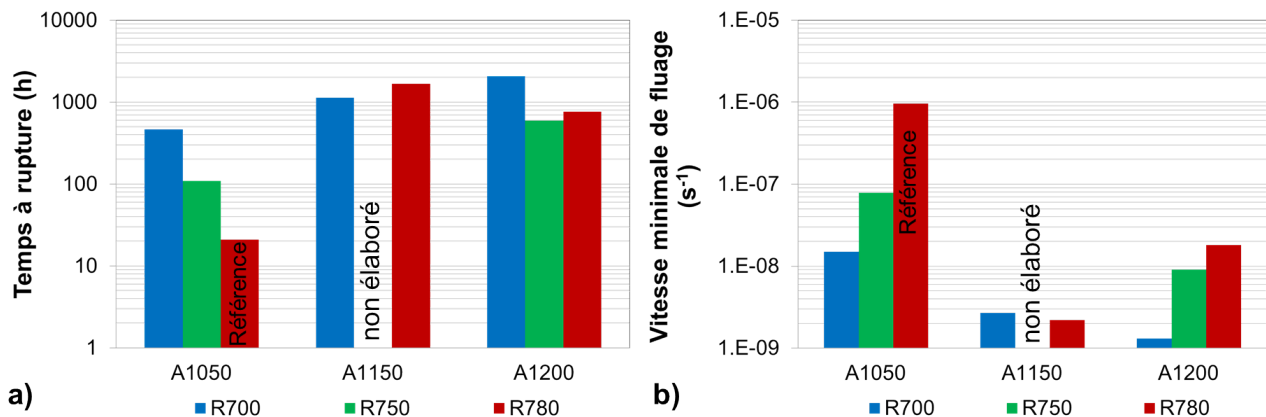 10000
1000
100
10
1
Temps à rupture (h)
Référence
non élaboré
A1050
A1150
A1200
R700
R750
R780
a)
1.E-05
1.E-06
1.E-07
1.E-08
1.E-09
Vitesse minimale de fluage
(s-1)
Référence
non élaboré
A1050
A1150
A1200
R700
R750
R780
b)